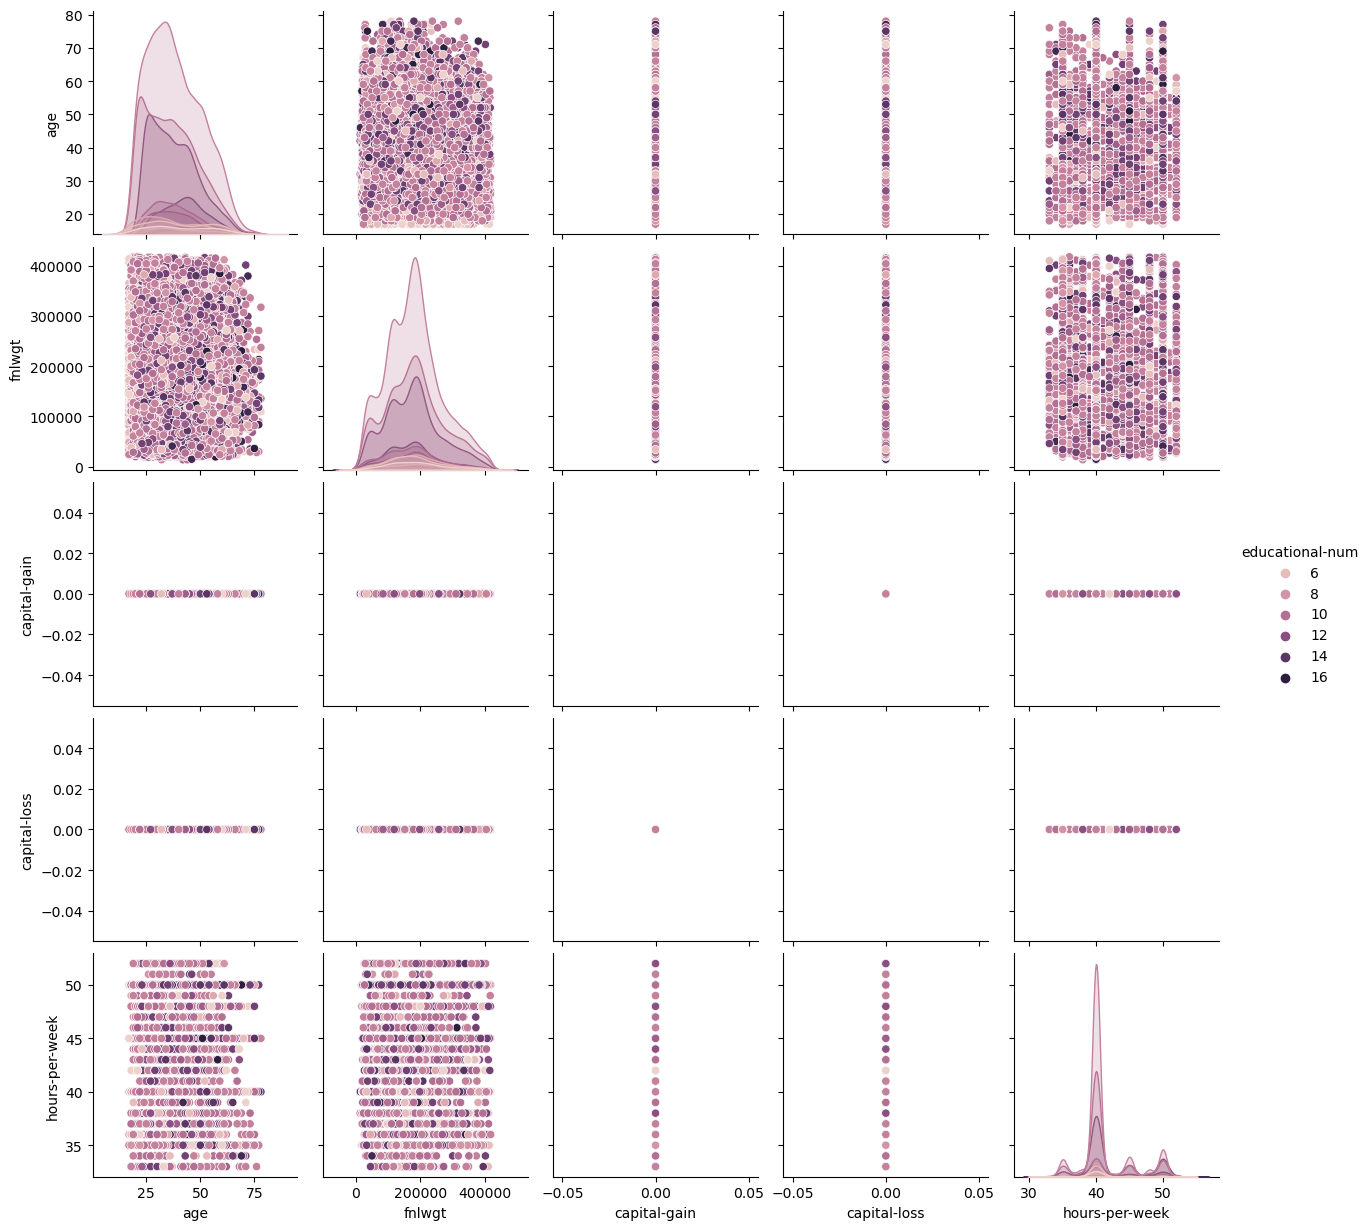 80
70
60
50
40
30
20
age
400000
300000
200000
100000
0
fnlwgt
0.04
0.02
0.00
−0.02
−0.04
capital-gain
0.04
0.02
0.00
−0.02
−0.04
capital-loss
50
45
40
35
hours-per-week
25 50 75
age
0 200000 400000
fnlwgt
−0.05 0.00 0.05
capital-gain
−0.05 0.00 0.05
capital-loss
30 40 50
hours-per-week
educational-num
6
8
10
12
14
16